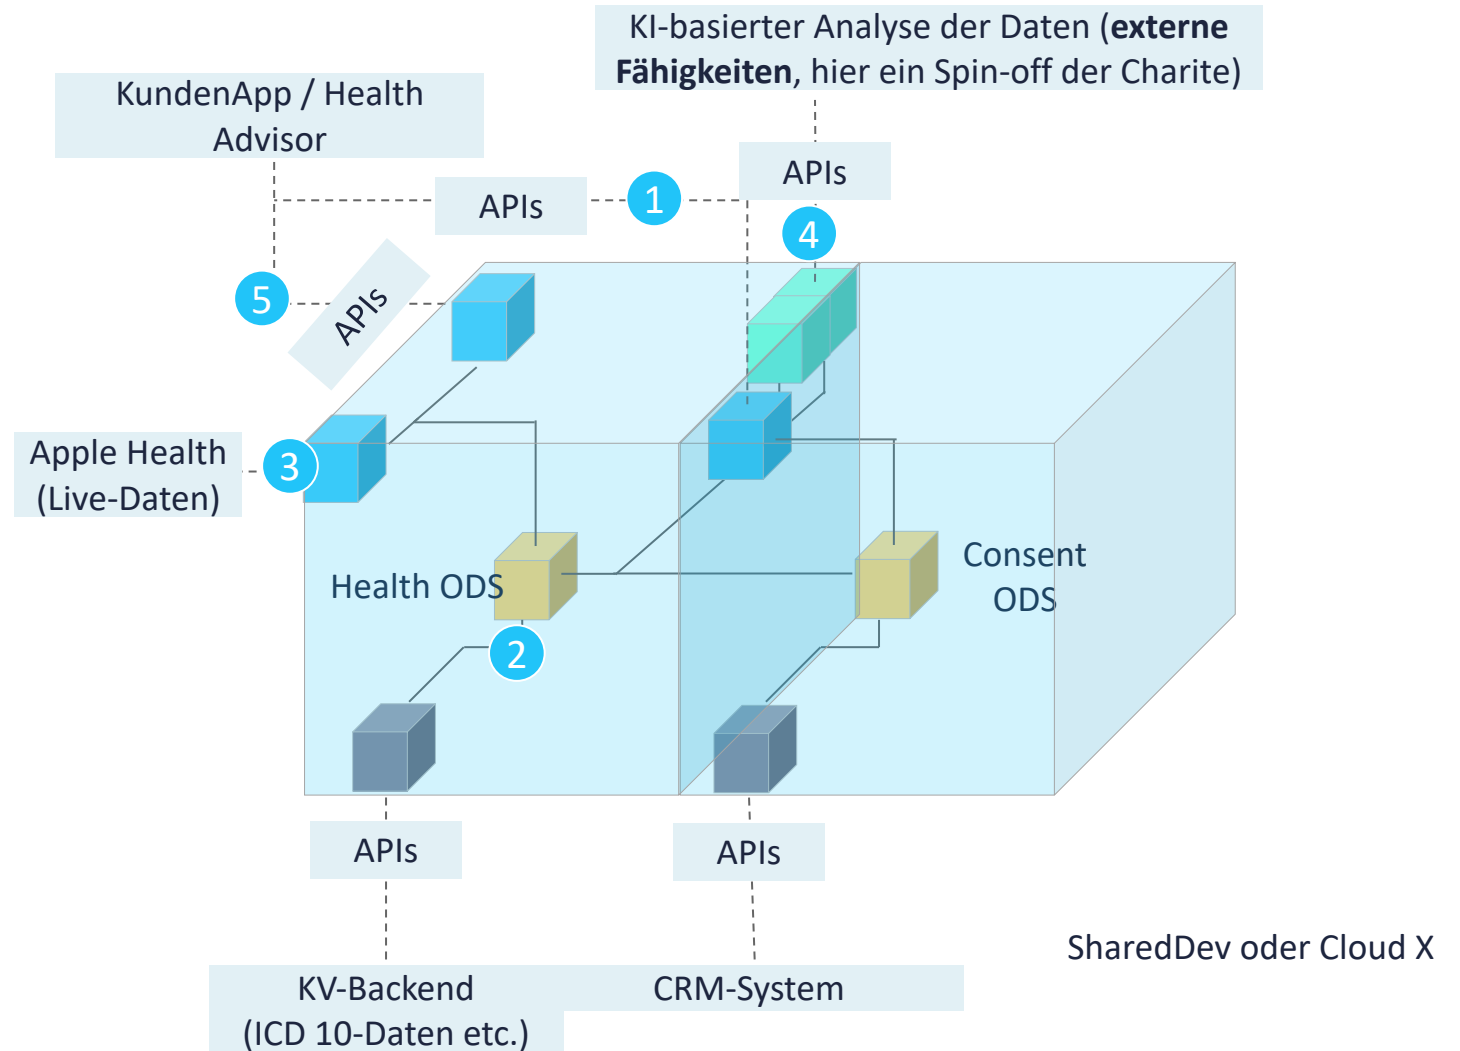 KI-basierter Analyse der Daten (externe
Fähigkeiten, hier ein Spin-off der Charite)
KundenApp / Health
Advisor
APIs
APIs
1
4
5
APIs
Apple Health
(Live-Daten)
3
Health ODS
Consent
ODS
2
APIs
APIs
SharedDev oder Cloud X
KV-Backend
(ICD 10-Daten etc.)
CRM-System